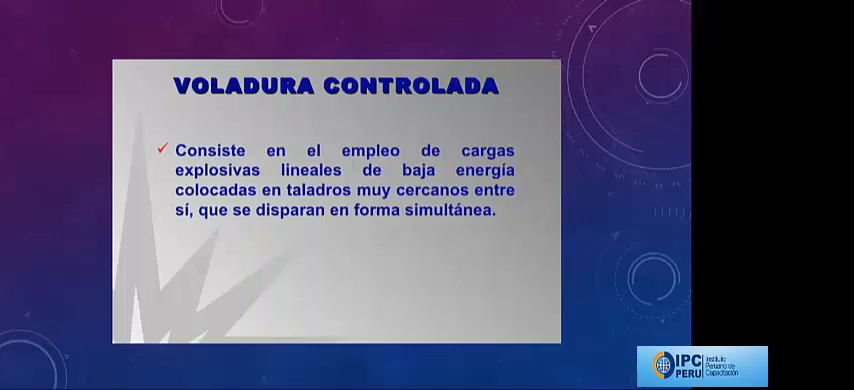 VOLADURA CONTROLADA
Consiste en el empleo de cargas
explosivas lineales de baja energía
colocadas en taladros muy cercanos entre
sí, que se disparan en forma simultánea.
IPC
PERU
Instituto
Peruano de
Capacitación